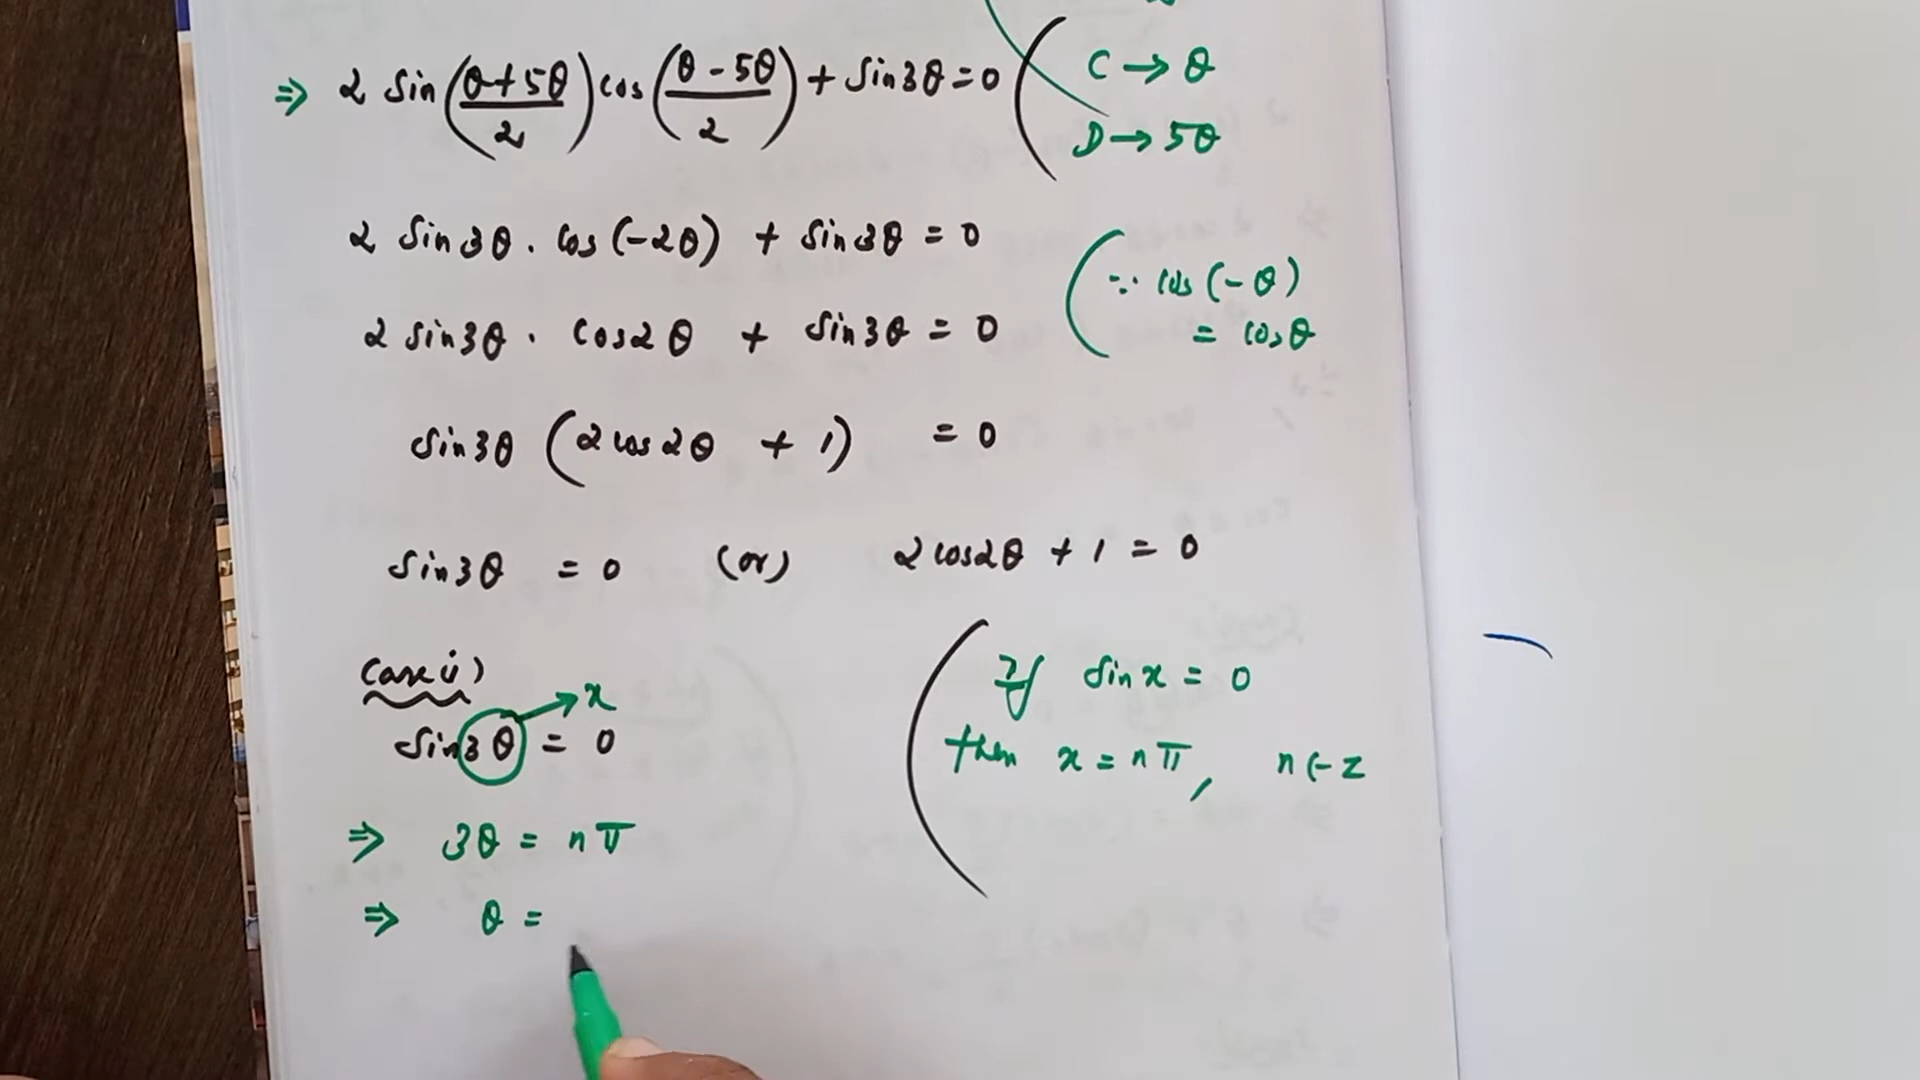 ⇒ 2 sin((θ+5θ)/2) cos((θ-5θ)/2) + sin3θ = 0
C → θ
D → 5θ
2 sin3θ . cos(-2θ) + sin3θ = 0
∵ cos(-θ)
= cosθ
2 sin3θ . cos2θ + sin3θ = 0
sin3θ (2cos2θ + 1) = 0
sin3θ = 0 (or) 2cos2θ + 1 = 0
Case i)
x
sin3θ = 0
If sinx = 0
then x = nπ, n∈z
⇒ 3θ = nπ
⇒ θ =